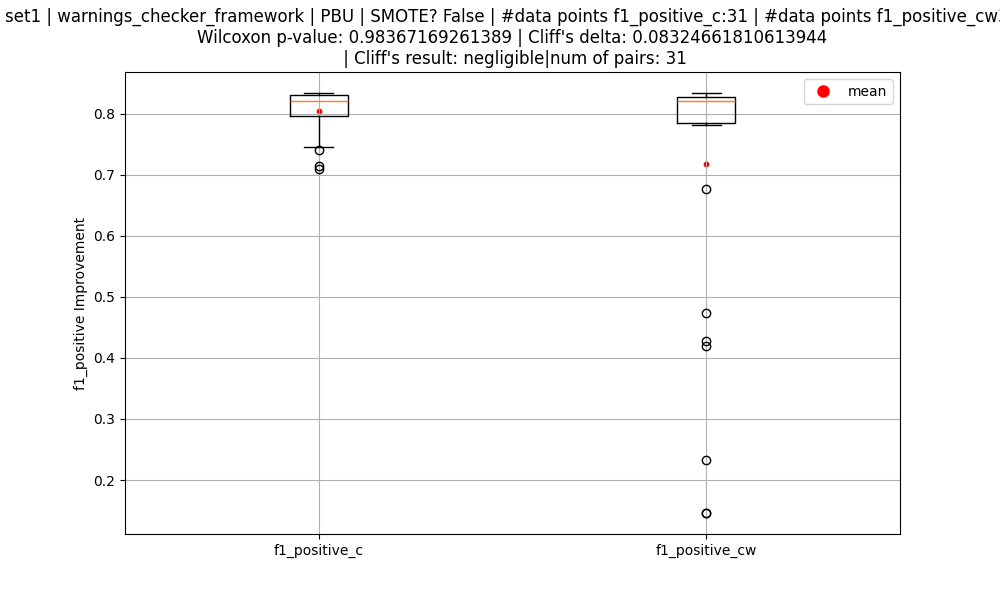 set1 | warnings_checker_framework | PBU | SMOTE? False | #data points f1_positive_c:31 | #data points f1_positive_cw
Wilcoxon p-value: 0.98367169261389 | Cliff's delta: 0.08324661810613944
| Cliff's result: negligible|num of pairs: 31
mean
0.8
0.7
0.6
0.5
0.4
0.3
0.2
f1_positive Improvement
f1_positive_c
f1_positive_cw